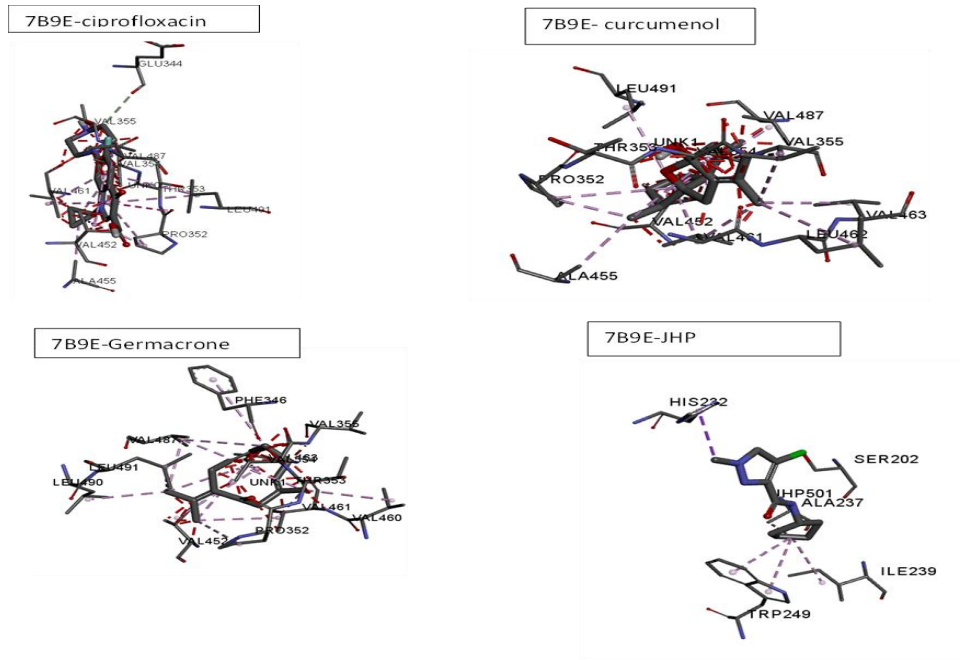 7B9E-ciprofloxacin
GLU344
VAL355
VAL487
VAL461
THR353
LEU491
PRO352
VAL452
ALA455
7B9E- curcumenol
LEU491
VAL487
THR353
UNK1
VAL355
PRO352
VAL452
VAL463
VAL461
LEU462
ALA455
7B9E-Germacrone
PHE346
VAL355
VAL487
VAL463
LEU491
LEU490
UNK1
THR353
VAL461
VAL460
PRO352
7B9E-JHP
HIS232
SER202
JHP501
ALA237
ILE239
TRP249